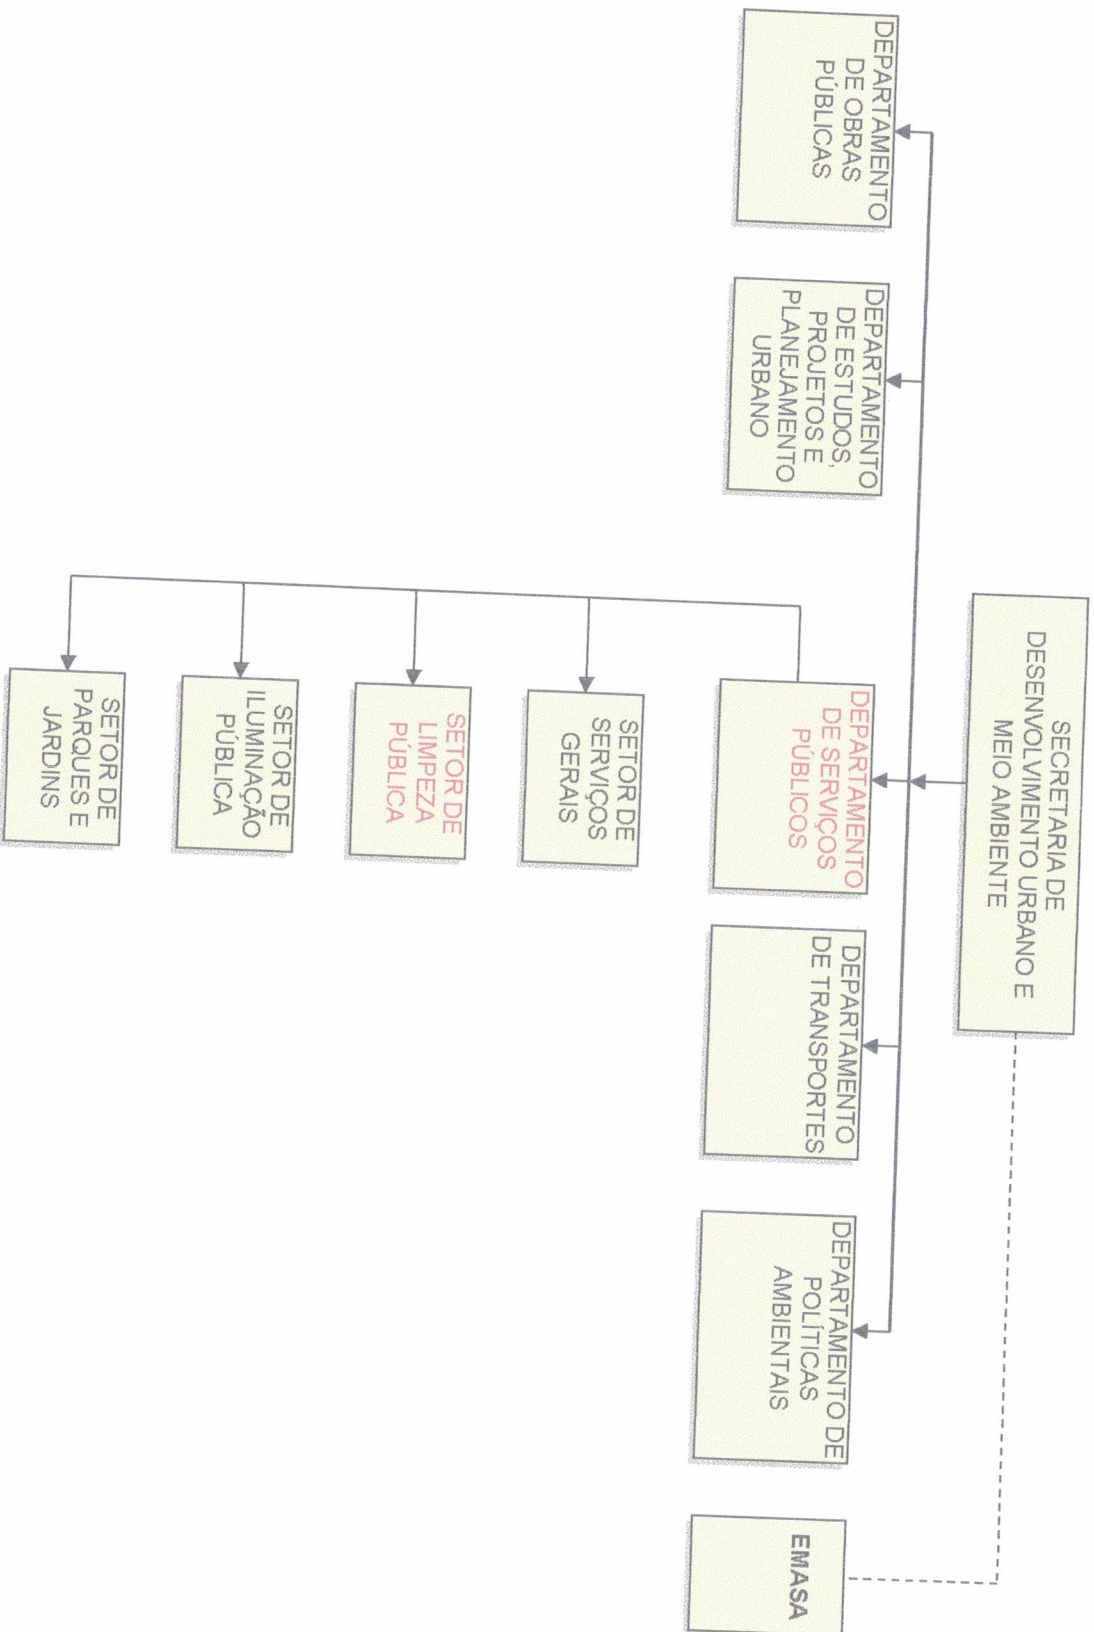 SECRETARIA DE
DESENVOLVIMENTO URBANO E
MEIO AMBIENTE
DEPARTAMENTO
DE OBRAS
PÚBLICAS
DEPARTAMENTO
DE ESTUDOS,
PROJETOS E
PLANEJAMENTO
URBANO
DEPARTAMENTO
DE SERVIÇOS
PÚBLICOS
DEPARTAMENTO
DE TRANSPORTES
DEPARTAMENTO DE
POLÍTICAS
AMBIENTAIS
EMASA
SETOR DE
SERVIÇOS
GERAIS
SETOR DE
LIMPEZA
PÚBLICA
SETOR DE
ILUMINAÇÃO
PÚBLICA
SETOR DE
PARQUES E
JARDINS